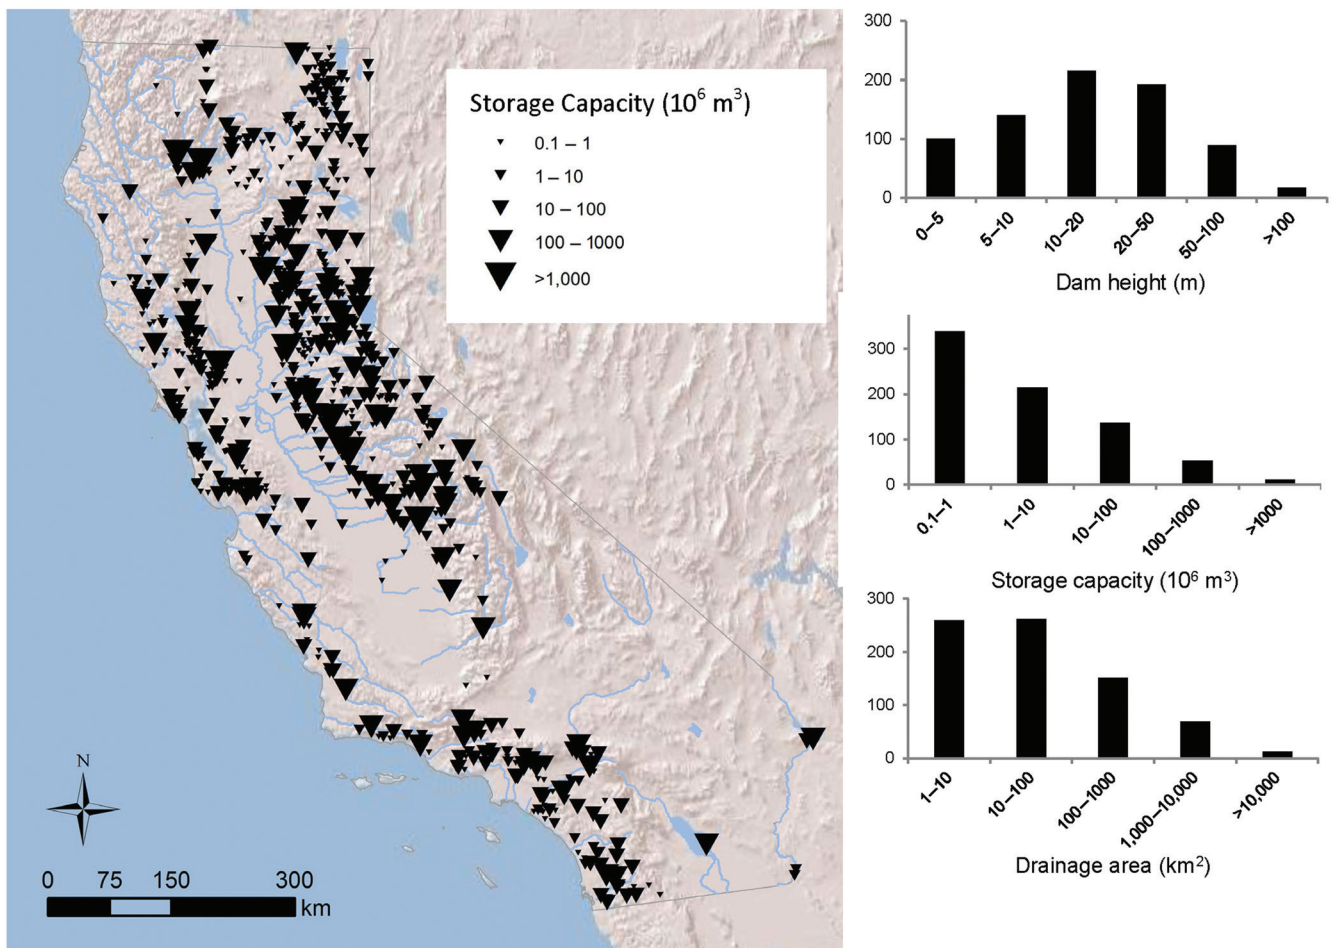 Storage Capacity (10⁶ m³)
0.1 – 1
1 – 10
10 – 100
100 – 1000
>1,000
N
0 75 150 300
km
300
200
100
0
0–5 5–10 10–20 20–50 50–100 >100
Dam height (m)
300
200
100
0
0.1–1 1–10 10–100 100–1000 >1000
Storage capacity (10⁶ m³)
300
200
100
0
1–10 10–100 100–1000 1,000–10,000 >10,000
Drainage area (km²)